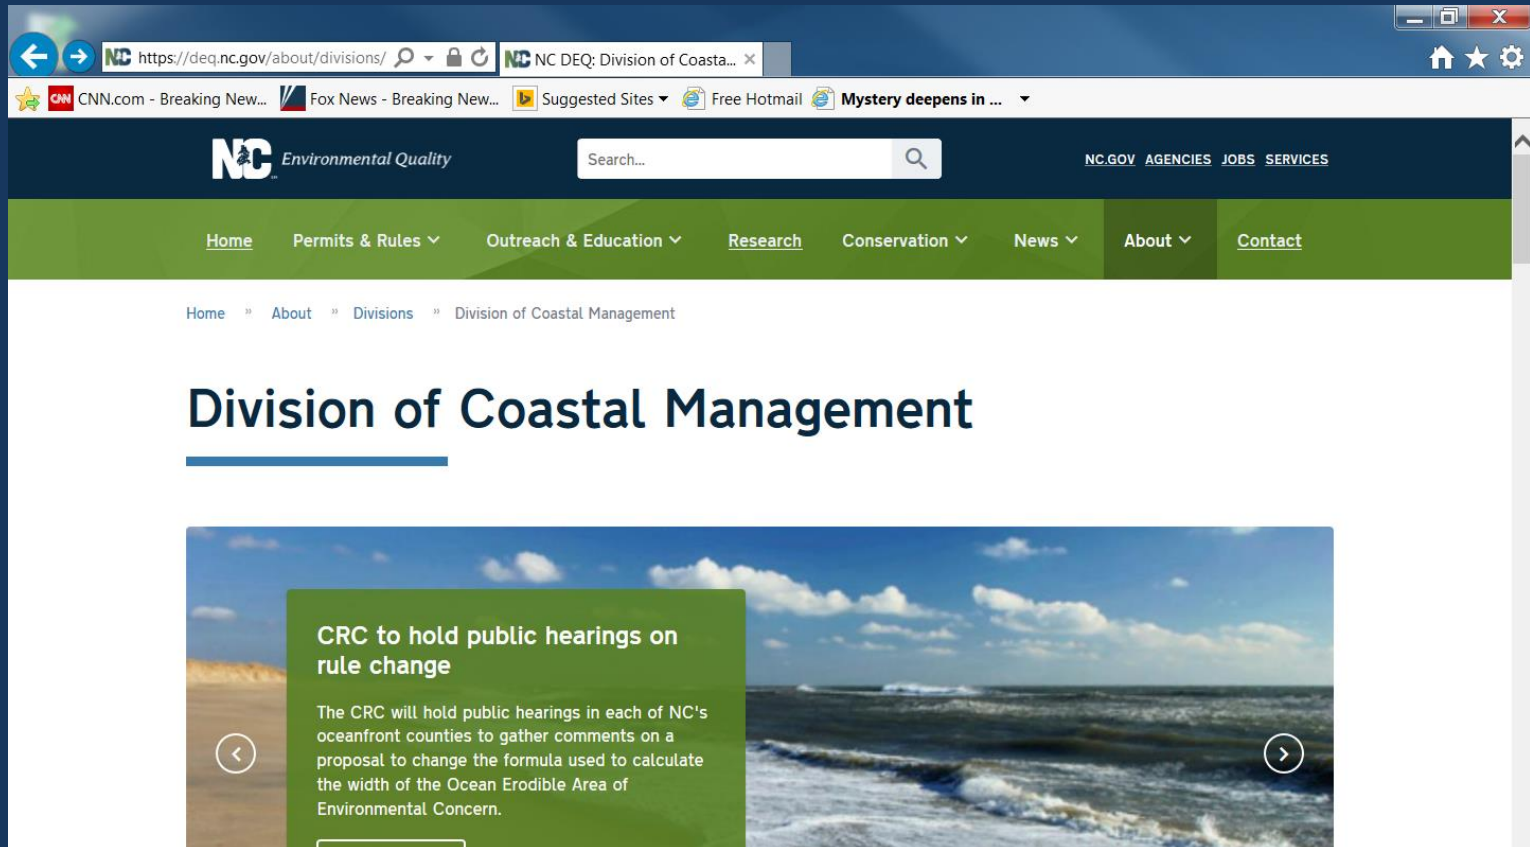 https://deq.nc.gov/about/divisions/
NC DEQ: Division of Coasta...
CNN.com - Breaking New...
Fox News - Breaking New...
Suggested Sites
Free Hotmail
Mystery deepens in ...
NC
Environmental Quality
Search...
NC.GOV AGENCIES JOBS SERVICES
Home Permits & Rules Outreach & Education Research Conservation News About Contact
Home » About » Divisions » Division of Coastal Management
Division of Coastal Management
CRC to hold public hearings on
rule change
The CRC will hold public hearings in each of NC's
oceanfront counties to gather comments on a
proposal to change the formula used to calculate
the width of the Ocean Erodible Area of
Environmental Concern.